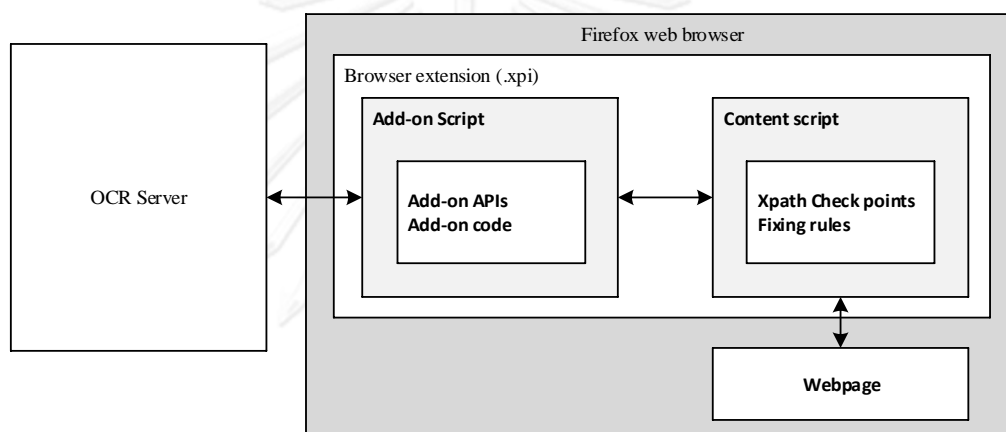 Firefox web browser
Browser extension (.xpi)
OCR Server
Add-on Script
Add-on APIs
Add-on code
Content script
Xpath Check points
Fixing rules
Webpage